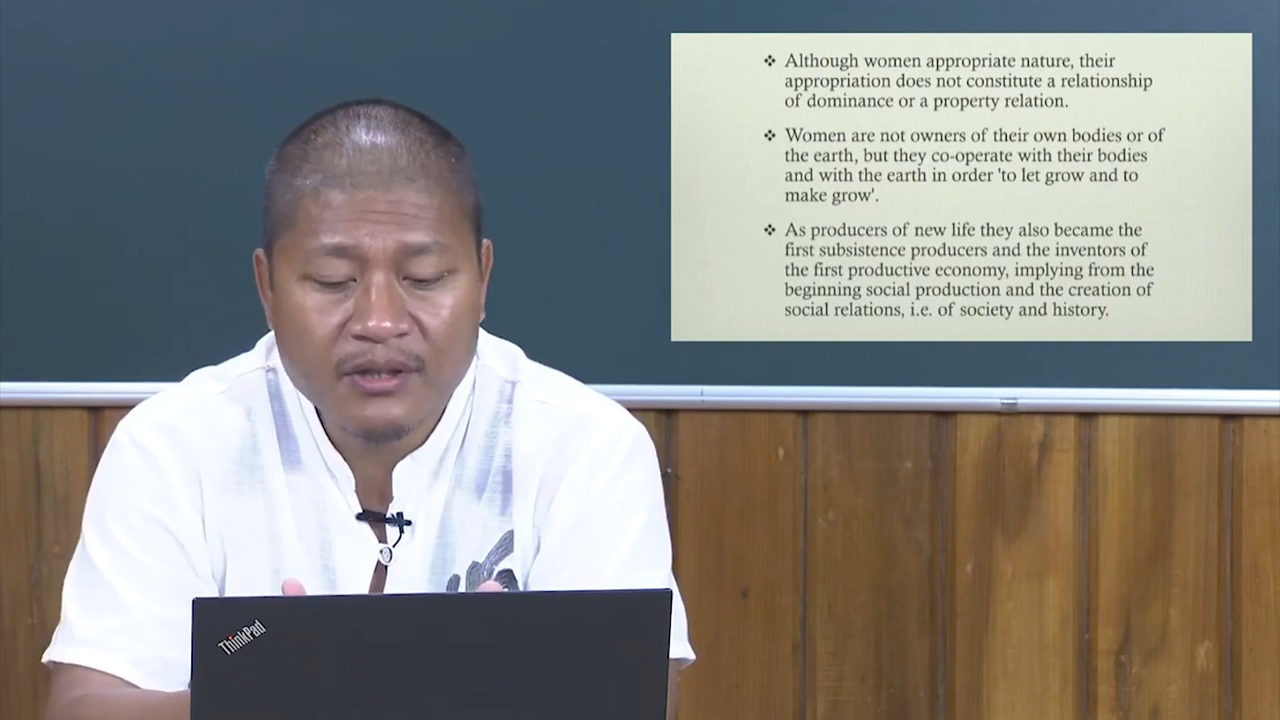 ❖ Although women appropriate nature, their
appropriation does not constitute a relationship
of dominance or a property relation.
❖ Women are not owners of their own bodies or of
the earth, but they co-operate with their bodies
and with the earth in order 'to let grow and to
make grow'.
❖ As producers of new life they also became the
first subsistence producers and the inventors of
the first productive economy, implying from the
beginning social production and the creation of
social relations, i.e. of society and history.
ThinkPad